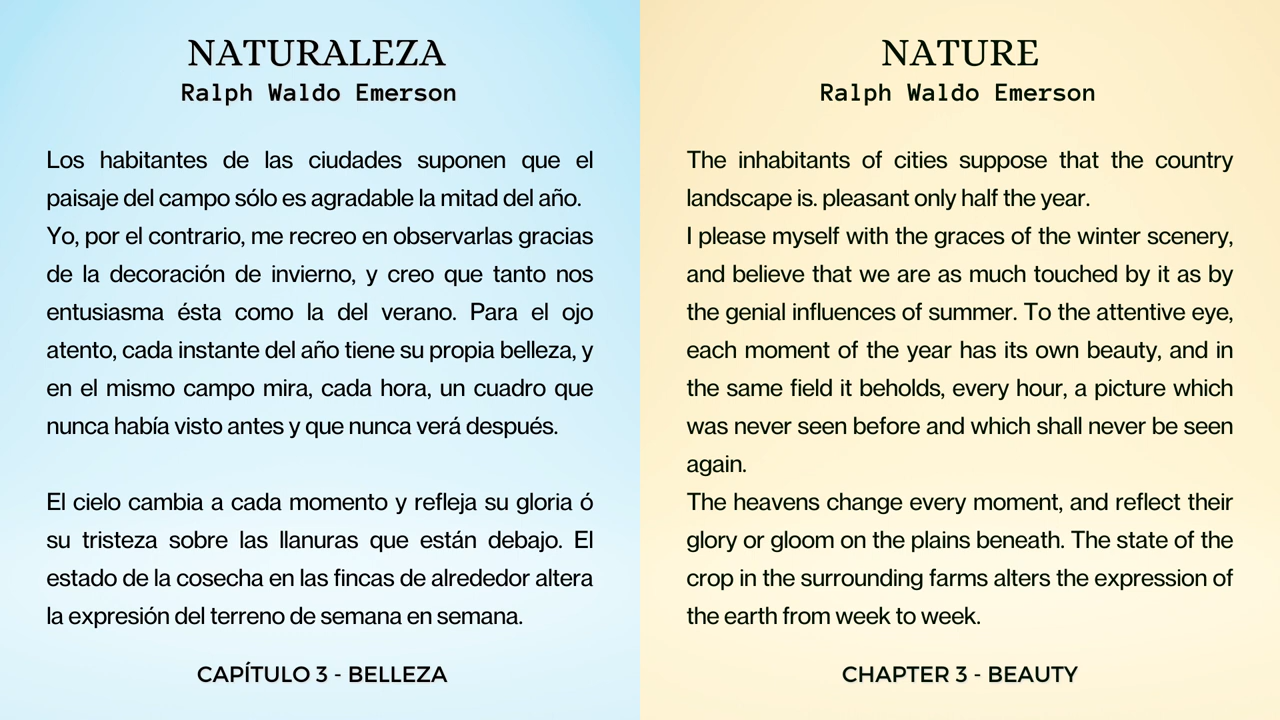 NATURALEZA
Ralph Waldo Emerson
Los habitantes de las ciudades suponen que el
paisaje del campo sólo es agradable la mitad del año.
Yo, por el contrario, me recreo en observarlas gracias
de la decoración de invierno, y creo que tanto nos
entusiasma ésta como la del verano. Para el ojo
atento, cada instante del año tiene su propia belleza, y
en el mismo campo mira, cada hora, un cuadro que
nunca había visto antes y que nunca verá después.
El cielo cambia a cada momento y refleja su gloria ó
su tristeza sobre las llanuras que están debajo. El
estado de la cosecha en las fincas de alrededor altera
la expresión del terreno de semana en semana.
CAPÍTULO 3 - BELLEZA
NATURE
Ralph Waldo Emerson
The inhabitants of cities suppose that the country
landscape is. pleasant only half the year.
I please myself with the graces of the winter scenery,
and believe that we are as much touched by it as by
the genial influences of summer. To the attentive eye,
each moment of the year has its own beauty, and in
the same field it beholds, every hour, a picture which
was never seen before and which shall never be seen
again.
The heavens change every moment, and reflect their
glory or gloom on the plains beneath. The state of the
crop in the surrounding farms alters the expression of
the earth from week to week.
CHAPTER 3 - BEAUTY